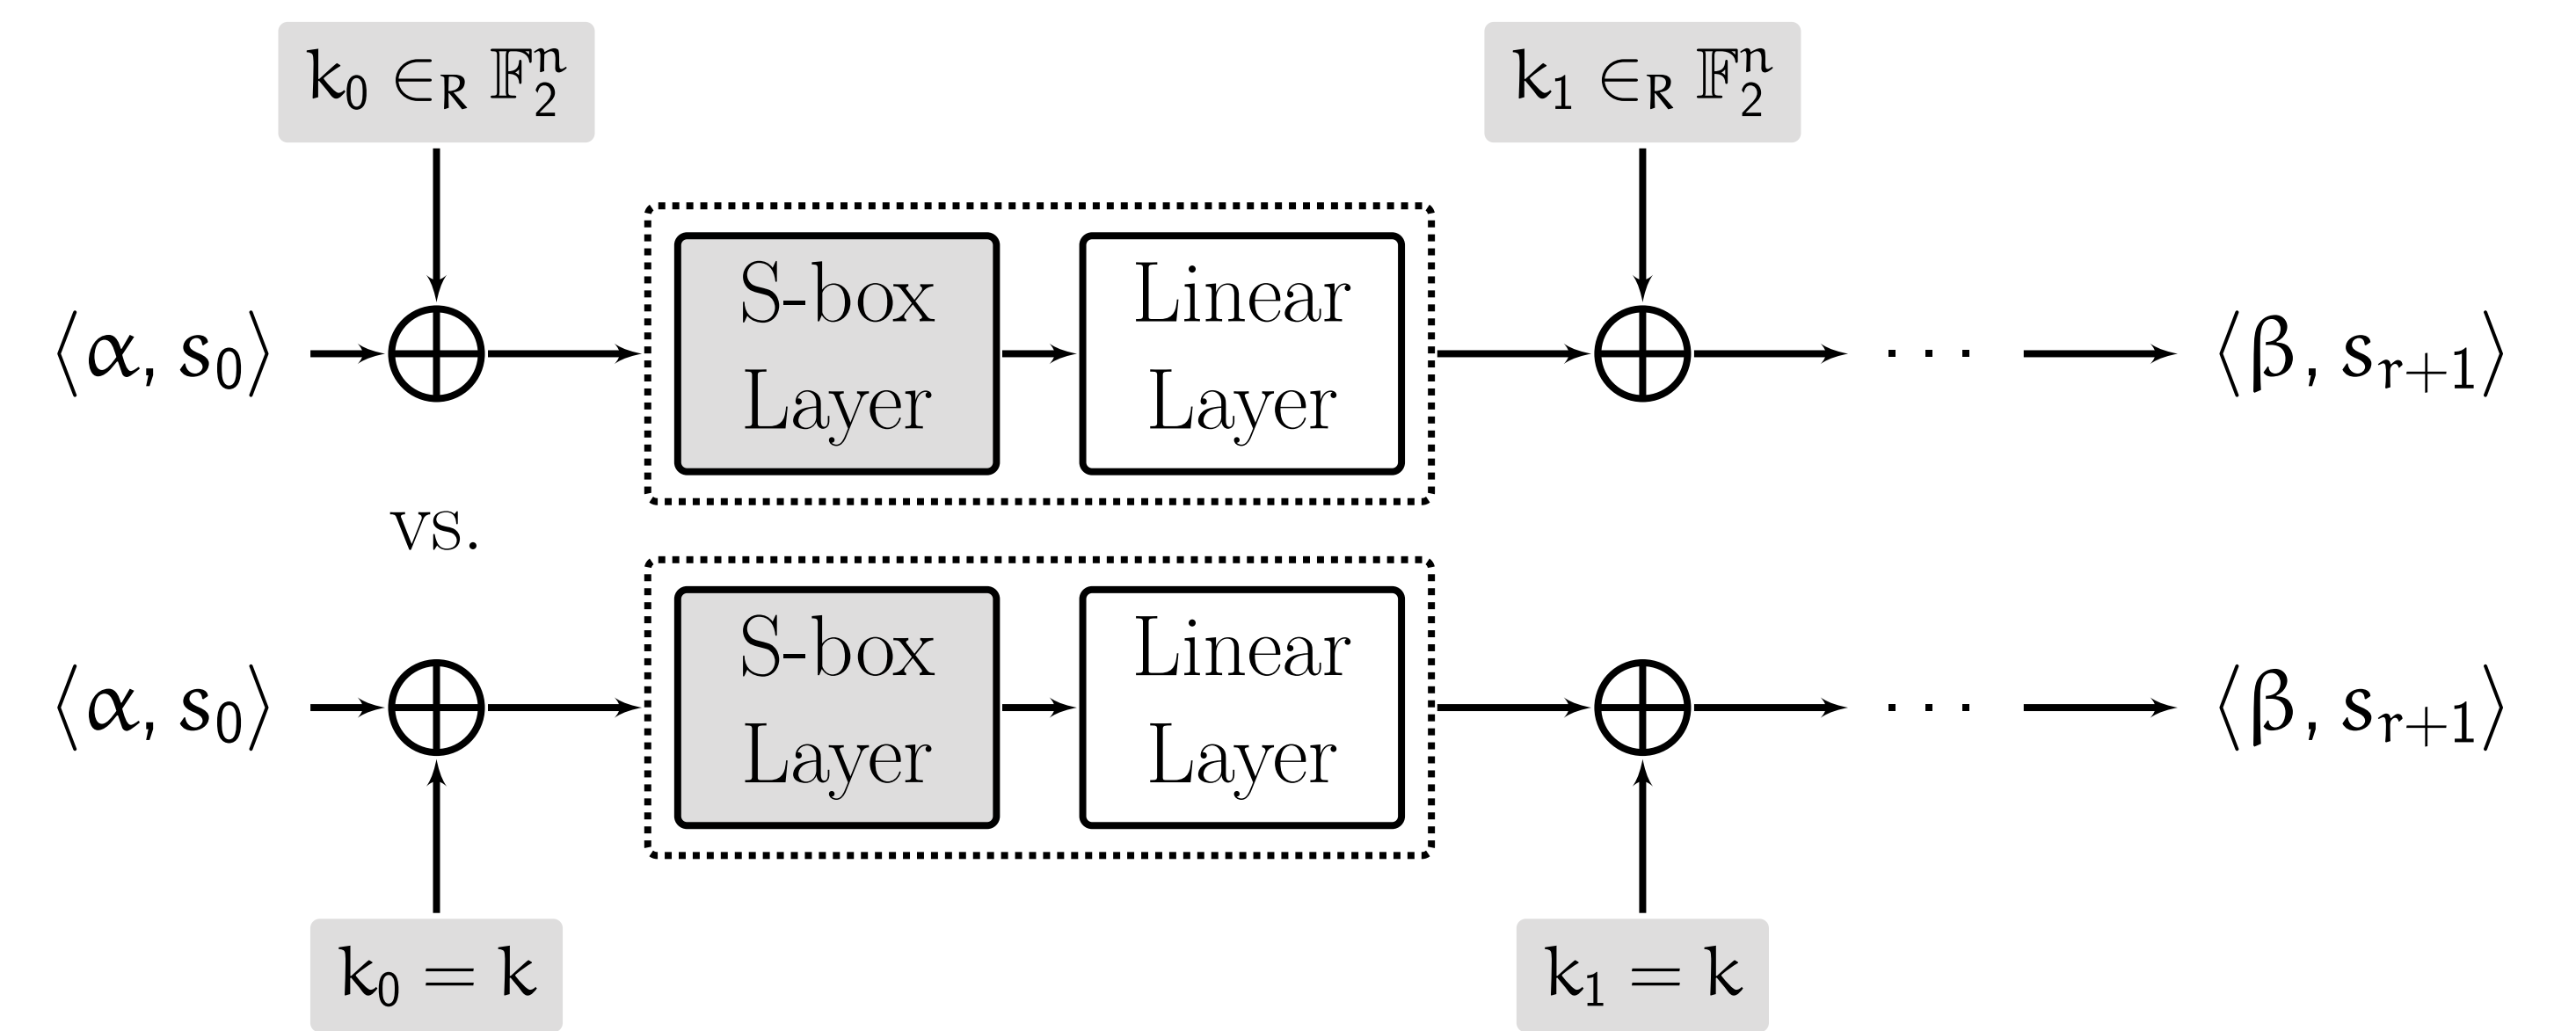 k₀ ∈_R 𝔽₂ⁿ
k₁ ∈_R 𝔽₂ⁿ
⟨α, s₀⟩
S-box
Layer
Linear
Layer
· · ·
⟨β, s_{r+1}⟩
vs.
⟨α, s₀⟩
S-box
Layer
Linear
Layer
· · ·
⟨β, s_{r+1}⟩
k₀ = k
k₁ = k